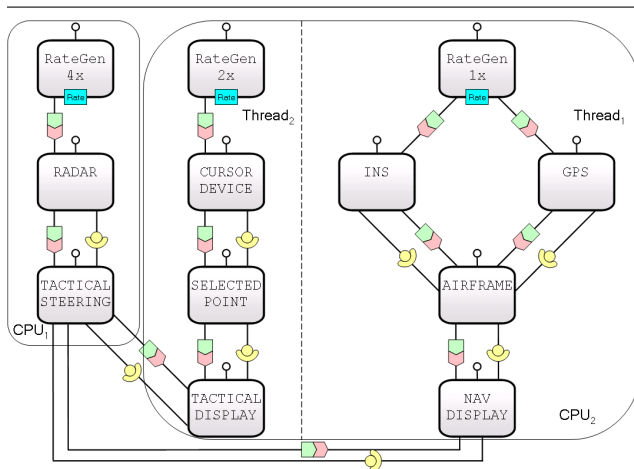 RateGen
4x
RateGen
2x
RateGen
1x
Rate
Rate
Rate
Thread2
Thread1
RADAR
CURSOR
DEVICE
INS
GPS
TACTICAL
STEERING
SELECTED
POINT
AIRFRAME
CPU1
TACTICAL
DISPLAY
NAV
DISPLAY
CPU2